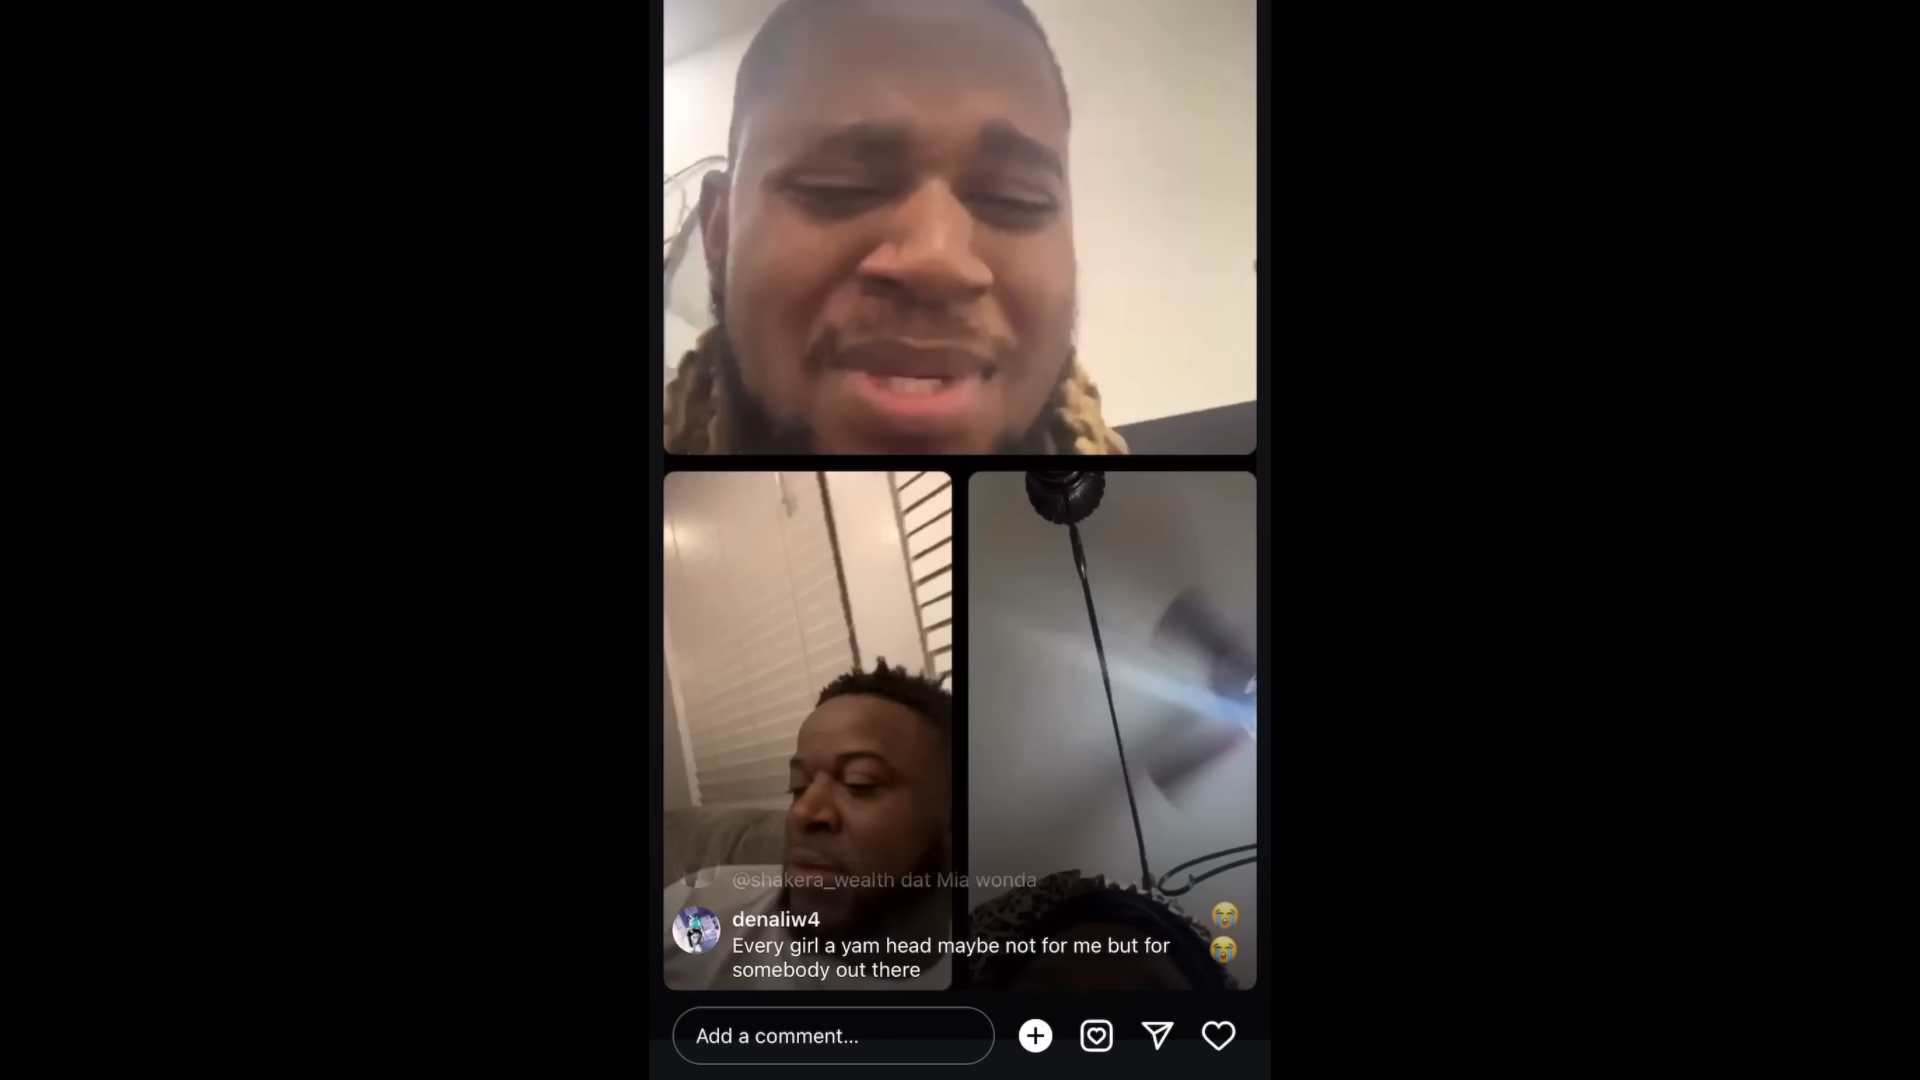 @shakera_wealth dat Mia wonda
denaliw4
Every girl a yam head maybe not for me but for
somebody out there
Add a comment...